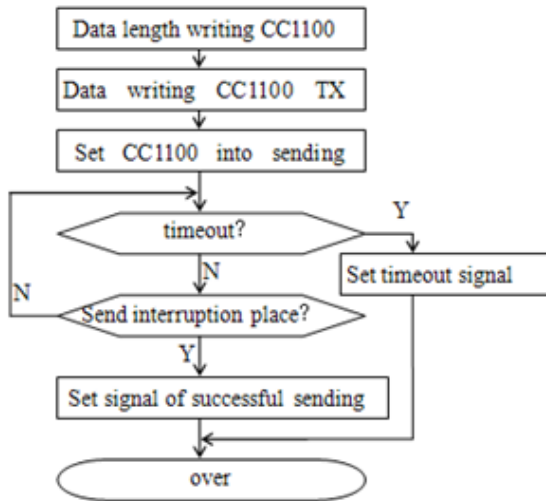 Data length writing CC1100
Data writing CC1100 TX
Set CC1100 into sending
timeout?
Y
N
Set timeout signal
N
Send interruption place?
Y
Set signal of successful sending
over